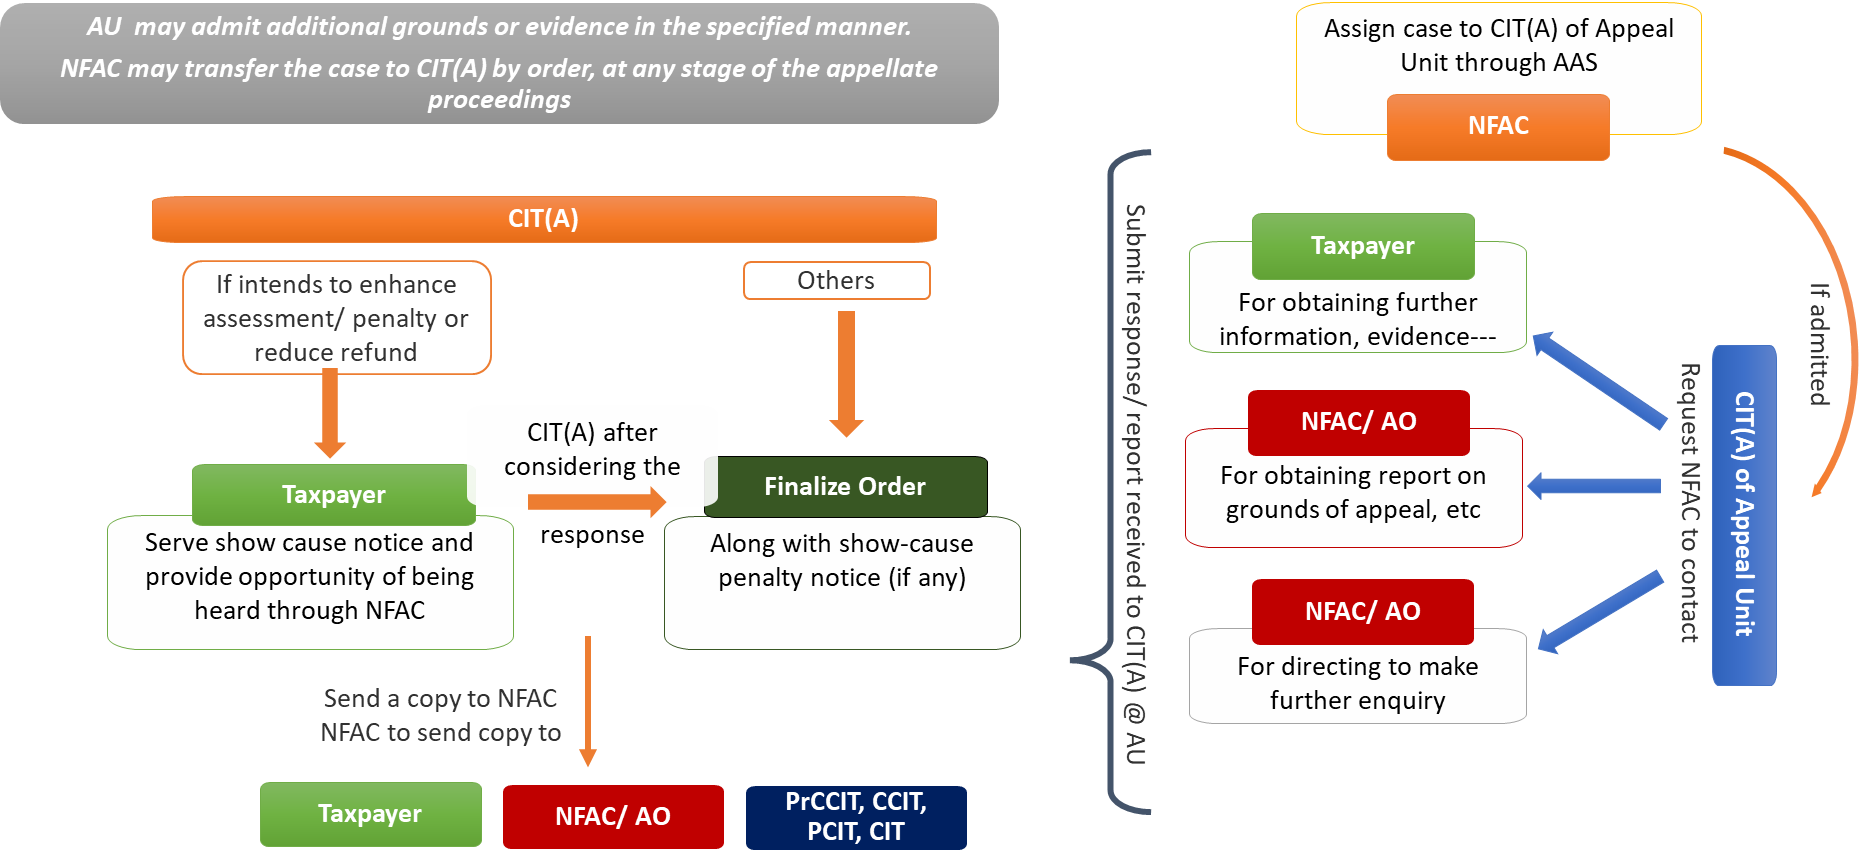 AU may admit additional grounds or evidence in the specified manner.
NFAC may transfer the case to CIT(A) by order, at any stage of the appellate
proceedings
Assign case to CIT(A) of Appeal
Unit through AAS
NFAC
If admitted
CIT(A) of Appeal Unit
Request NFAC to contact
Taxpayer
For obtaining further
information, evidence---
NFAC/ AO
For obtaining report on
grounds of appeal, etc
NFAC/ AO
For directing to make
further enquiry
Submit response/ report received to CIT(A) @ AU
CIT(A)
If intends to enhance
assessment/ penalty or
reduce refund
Others
Taxpayer
Serve show cause notice and
provide opportunity of being
heard through NFAC
CIT(A) after
considering the
response
Finalize Order
Along with show-cause
penalty notice (if any)
Send a copy to NFAC
NFAC to send copy to
Taxpayer
NFAC/ AO
PrCCIT, CCIT,
PCIT, CIT